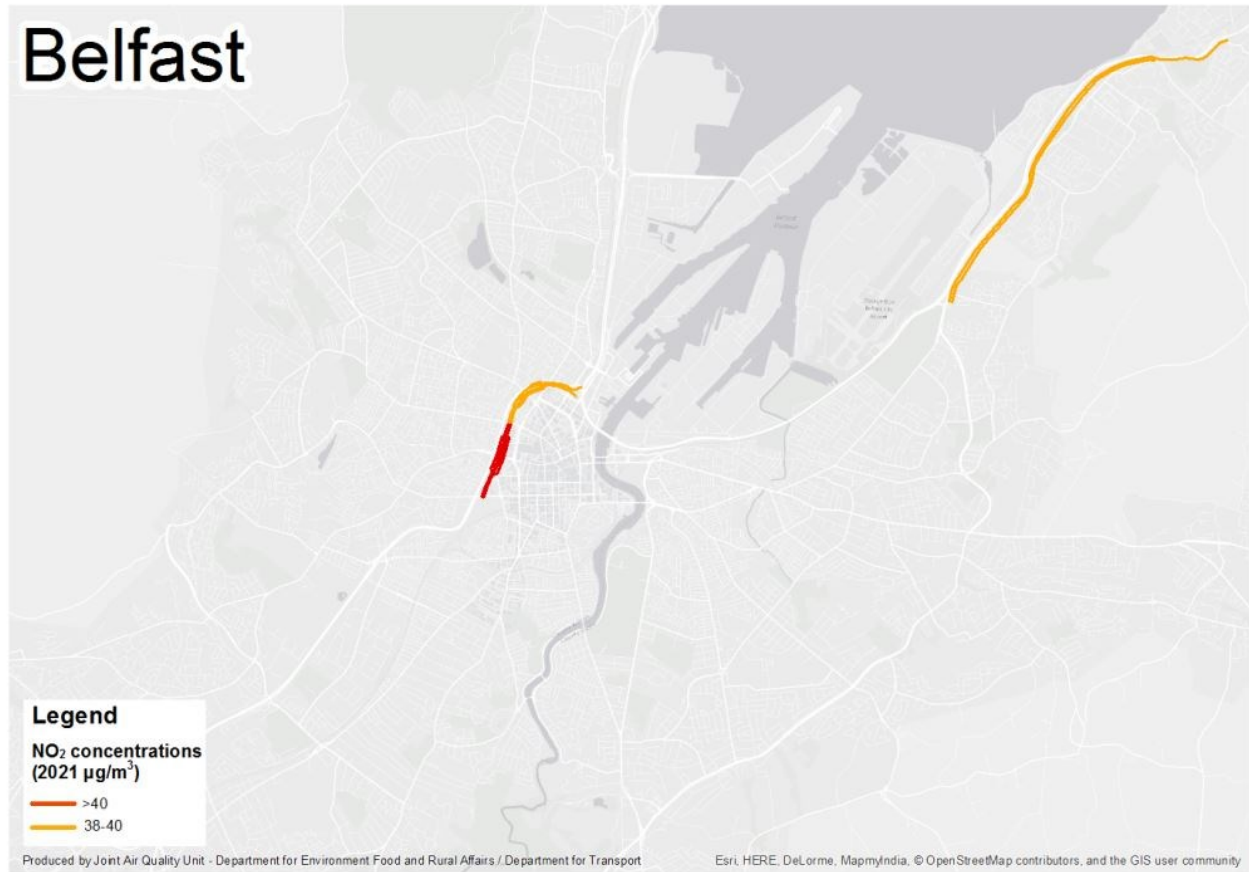 Belfast
Legend
NO₂ concentrations
(2021 µg/m³)
>40
38-40
Produced by Joint Air Quality Unit - Department for Environment Food and Rural Affairs / Department for Transport
Esri, HERE, DeLorme, MapmyIndia, © OpenStreetMap contributors, and the GIS user community